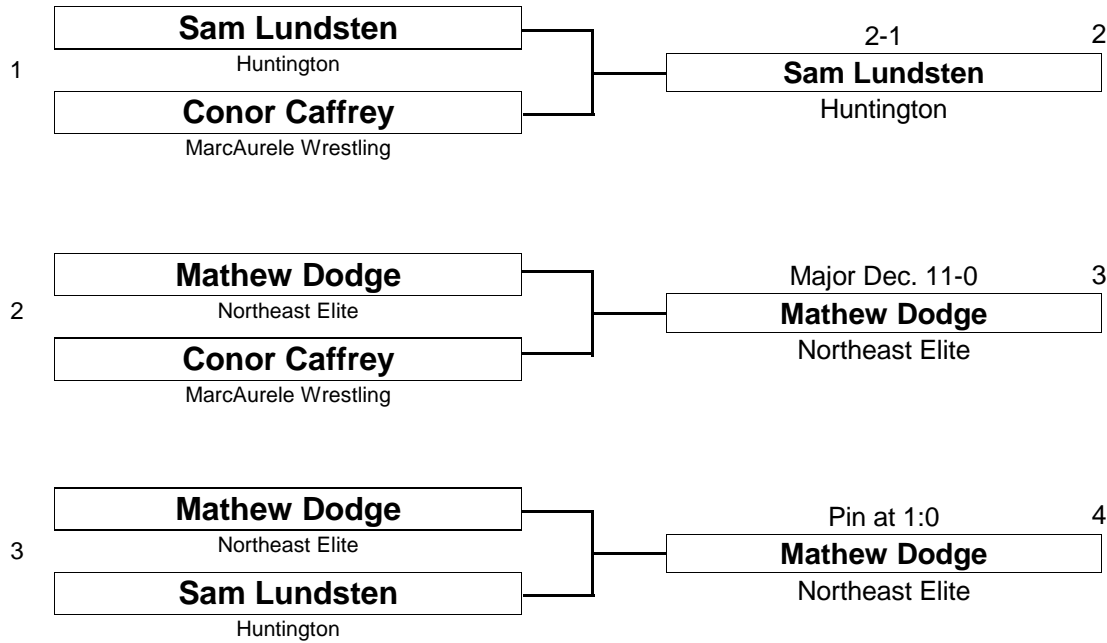 Sam Lundsten
Huntington
1
Conor Caffrey
MarcAurele Wrestling
2-1
2
Sam Lundsten
Huntington
Mathew Dodge
Northeast Elite
2
Conor Caffrey
MarcAurele Wrestling
Major Dec. 11-0
3
Mathew Dodge
Northeast Elite
Mathew Dodge
Northeast Elite
3
Sam Lundsten
Huntington
Pin at 1:0
4
Mathew Dodge
Northeast Elite